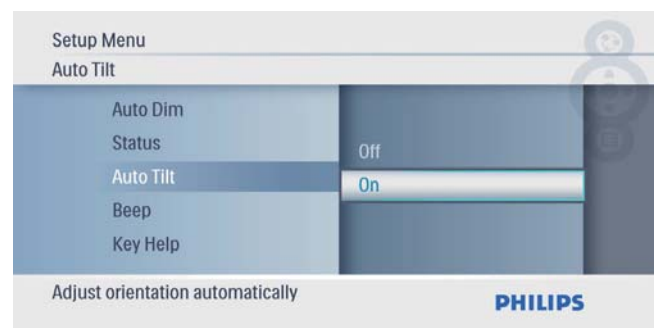 Setup Menu
Auto Tilt
Auto Dim
Status
Auto Tilt
Beep
Key Help
Off
On
Adjust orientation automatically
PHILIPS